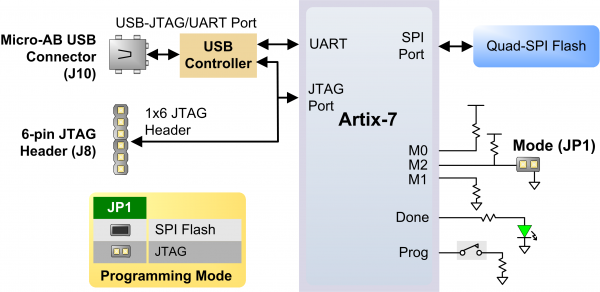 USB-JTAG/UART Port
Micro-AB USB
Connector
(J10)
USB
Controller
UART
SPI
Port
Quad-SPI Flash
JTAG
Port
1x6 JTAG
Header
6-pin JTAG
Header (J8)
Artix-7
M0
M2
M1
Mode (JP1)
Done
Prog
JP1
SPI Flash
JTAG
Programming Mode